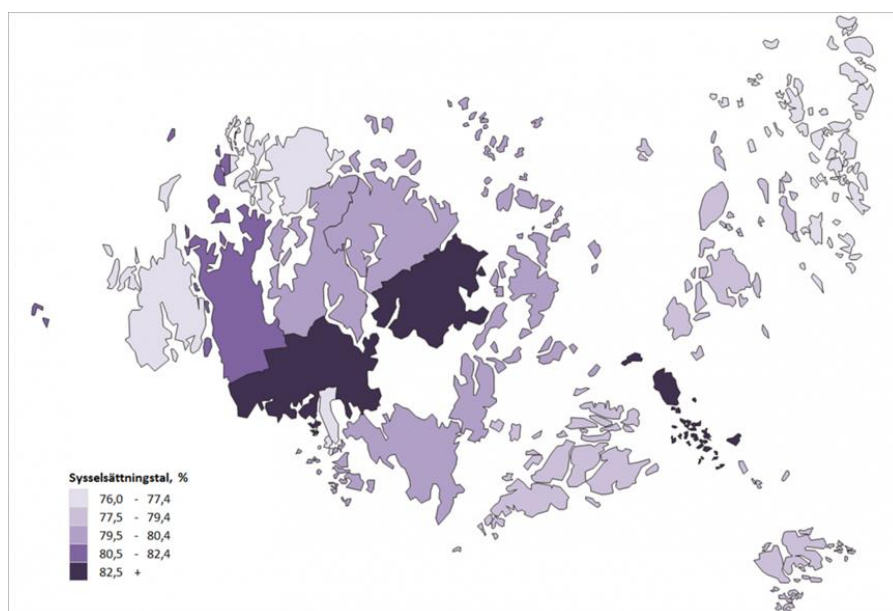 Sysselsättningstal, %
76,0 - 77,4
77,5 - 79,4
79,5 - 80,4
80,5 - 82,4
82,5 +